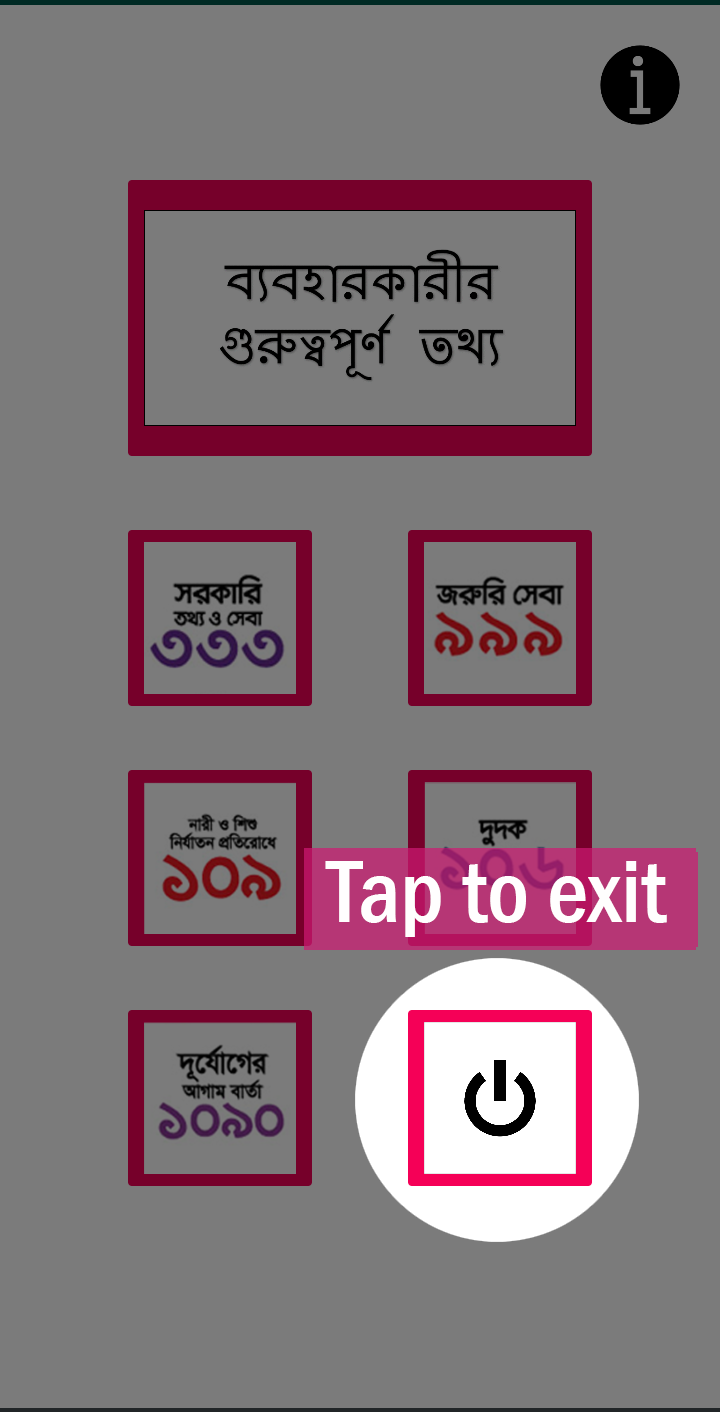 i
ব্যবহারকারীর
গুরুত্বপূর্ণ তথ্য
সরকারি
তথ্য ও সেবা
৩৩৩
জরুরি সেবা
৯৯৯
নারী ও শিশু
নির্যাতন প্রতিরোধে
১০৯
দুদক
১০৬
Tap to exit
দূর্যোগের
আগাম বার্তা
১০৯০